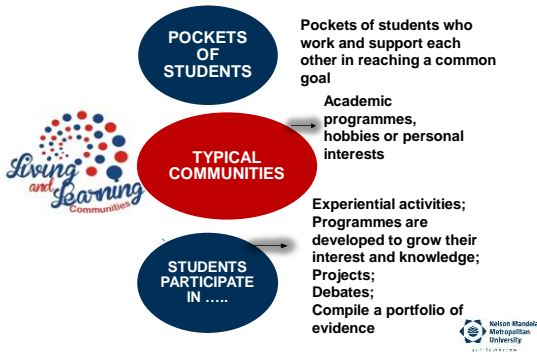 POCKETS
OF
STUDENTS
Pockets of students who
work and support each
other in reaching a common
goal
Living
and
Learning
Communities
TYPICAL
COMMUNITIES
Academic
programmes,
hobbies or personal
interests
STUDENTS
PARTICIPATE
IN .....
Experiential activities;
Programmes are
developed to grow their
interest and knowledge;
Projects;
Debates;
Compile a portfolio of
evidence
Nelson Mandela
Metropolitan
University
for tomorrow